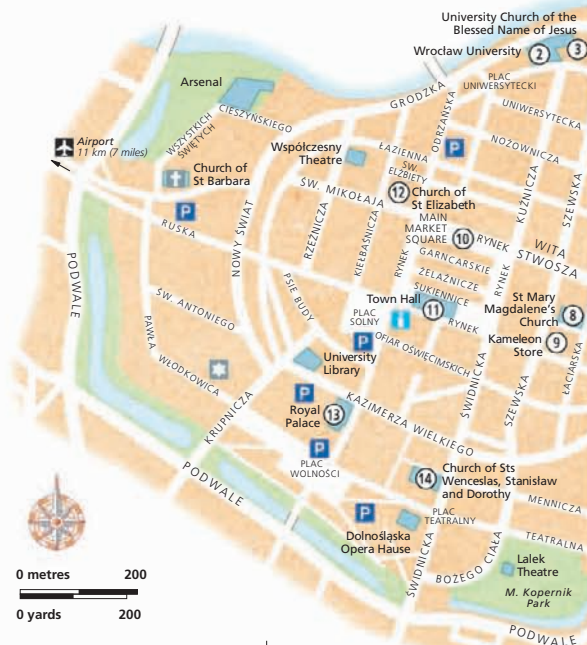 University Church of the
Blessed Name of Jesus
Wrocław University
2
3
PLAC
UNIWERSYTECKI
Arsenal
GRODZKA
CIESZYŃSKIEGO
WSZYSTKICH
ŚWIĘTYCH
ODRZAŃSKA
UNIWERSYTECKA
P
NOŻOWNICZA
Airport
11 km (7 miles)
Współczesny
Theatre
ŁAZIENNA
ŚW.
ELŻBIETY
KUŹNICZA
SZEWSKA
Church of
St Barbara
12
Church of
St Elizabeth
ŚW. MIKOŁAJA
P
RUSKA
NOWY ŚWIAT
RZEŹNICZA
KIEŁBAŚNICZA
MAIN
MARKET
SQUARE
10
RYNEK
WITA
STWOSZA
GARNCARSKIE
RYNEK
ŻELAŹNICZE
RYNEK
SUKIENNICE
PODWALE
PSIE BUDY
Town Hall
11
RYNEK
St Mary
Magdalene's
Church
8
ŚW. ANTONIEGO
PLAC
SOLNY
i
P
OFIAR OŚWIĘCIMSKICH
Kameleon
Store
9
PAWŁA
WŁODKOWICA
University
Library
ŚWIDNICKA
SZEWSKA
ŁACIARSKA
P
Royal
Palace
13
KAZIMIERZA WIELKIEGO
KRUPNICZA
P
PLAC
WOLNOŚCI
PODWALE
14
Church of Sts
Wenceslas, Stanisław
and Dorothy
MENNICZA
P
PLAC
TEATRALNY
TEATRALNA
Dolnośląska
Opera Hause
ŚWIDNICKA
BOŻEGO CIAŁA
Lalek
Theatre
M. Kopernik
Park
PODWALE
0 metres 200
0 yards 200